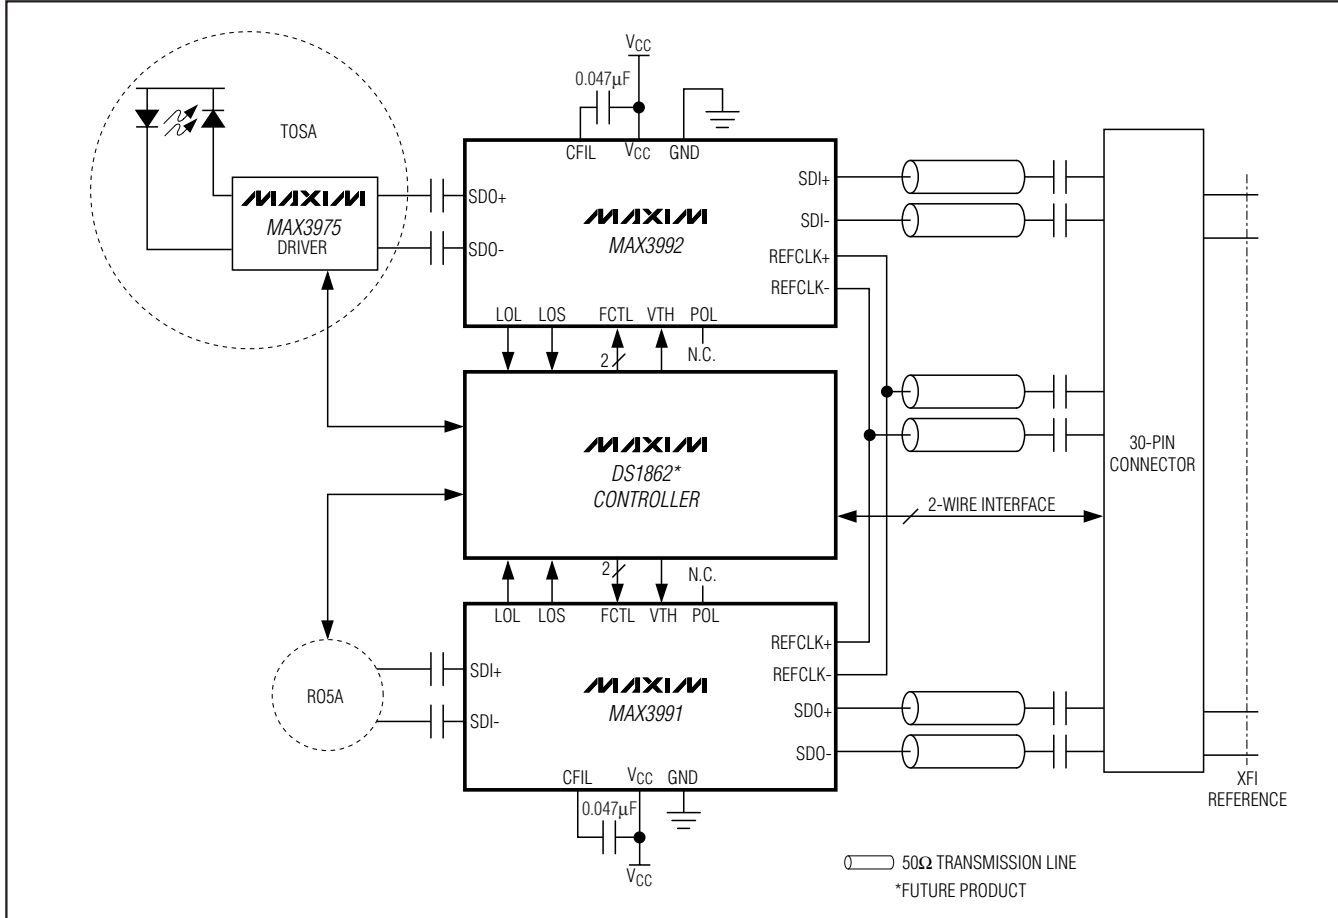 VCC
0.047µF
TOSA
CFIL VCC GND
MAXIM
MAX3975
DRIVER
SDO+
SDO-
MAXIM
MAX3992
SDI+
SDI-
REFCLK+
REFCLK-
LOL LOS FCTL VTH POL
2
N.C.
MAXIM
DS1862*
CONTROLLER
30-PIN
CONNECTOR
2-WIRE INTERFACE
2
N.C.
LOL LOS FCTL VTH POL
RO5A
SDI+
SDI-
MAXIM
MAX3991
REFCLK+
REFCLK-
SDO+
SDO-
CFIL VCC GND
0.047µF
VCC
XFI
REFERENCE
50Ω TRANSMISSION LINE
*FUTURE PRODUCT